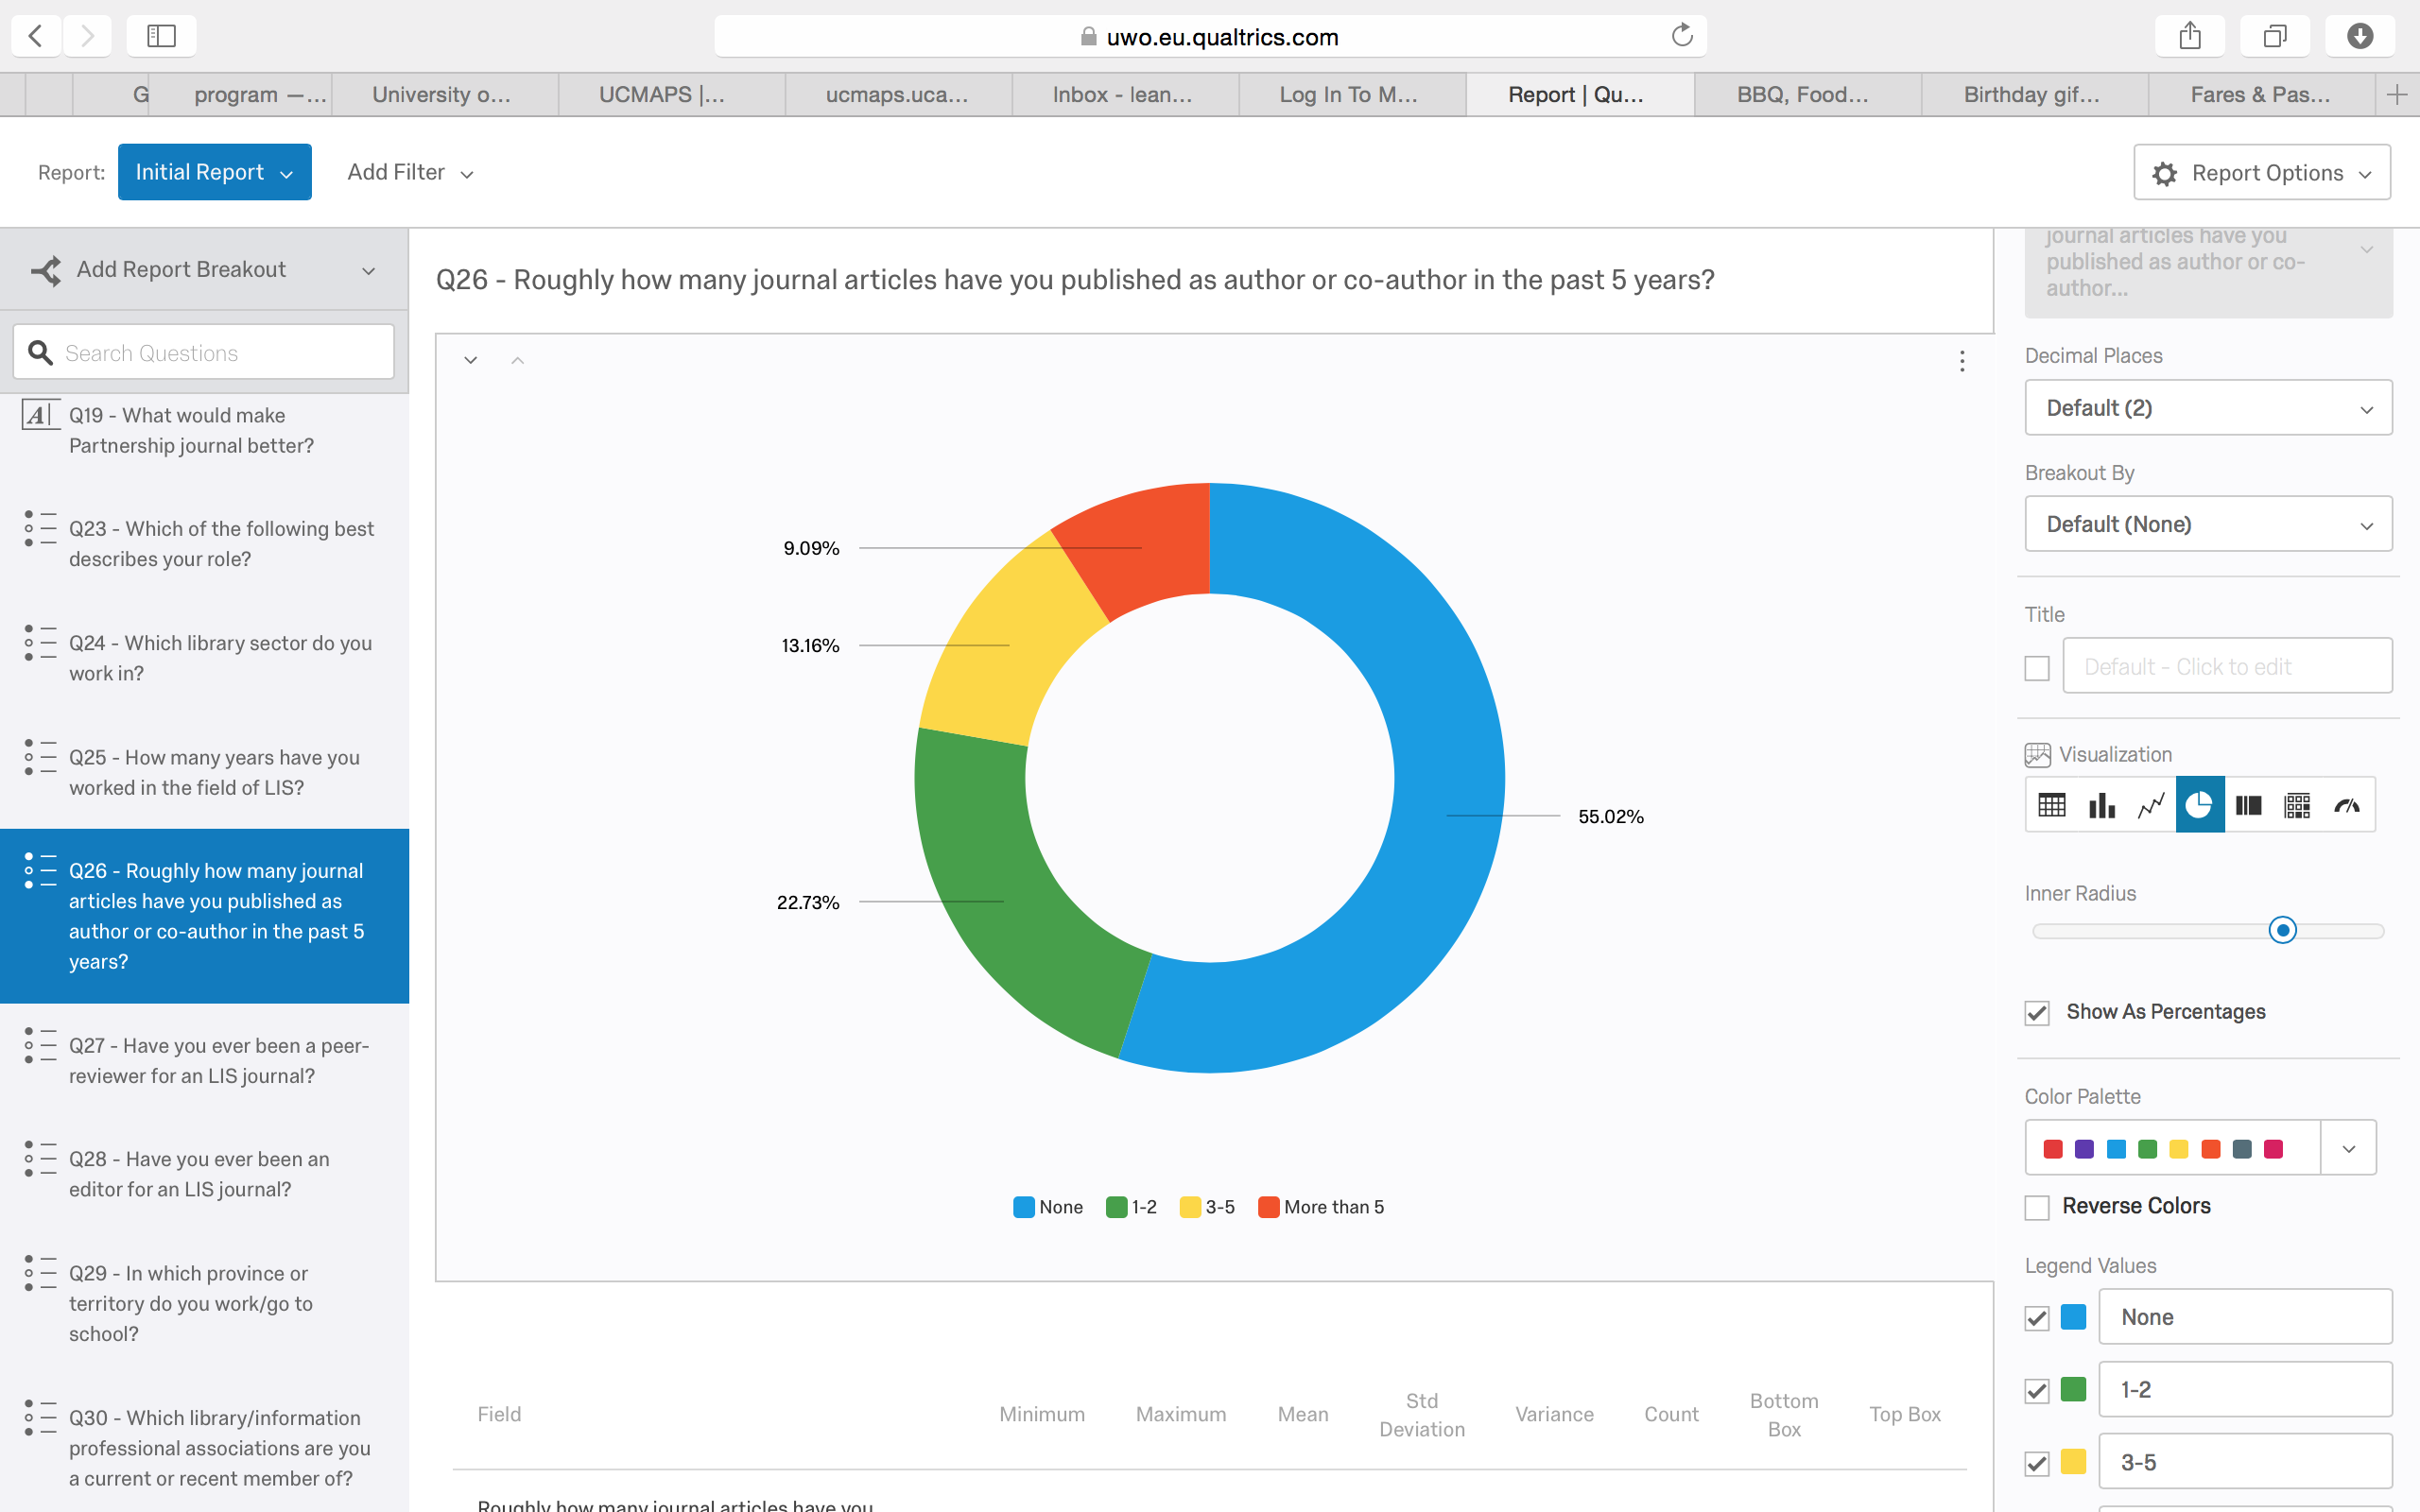 uwo.eu.qualtrics.com
G
program —...
University o...
UCMAPS |...
ucmaps.uca...
Inbox - lean...
Log In To M...
Report | Qu...
BBQ, Food...
Birthday gif...
Fares & Pas...
Report:
Initial Report
Add Filter
Report Options
Add Report Breakout
Search Questions
A
Q19 - What would make
Partnership journal better?
Q23 - Which of the following best
describes your role?
Q24 - Which library sector do you
work in?
Q25 - How many years have you
worked in the field of LIS?
Q26 - Roughly how many journal
articles have you published as
author or co-author in the past 5
years?
Q27 - Have you ever been a peer-
reviewer for an LIS journal?
Q28 - Have you ever been an
editor for an LIS journal?
Q29 - In which province or
territory do you work/go to
school?
Q30 - Which library/information
professional associations are you
a current or recent member of?
Q26 - Roughly how many journal articles have you published as author or co-author in the past 5 years?
9.09%
13.16%
55.02%
22.73%
None
1-2
3-5
More than 5
Field
Minimum
Maximum
Mean
Std
Deviation
Variance
Count
Bottom
Box
Top Box
Roughly how many journal articles have you
journal articles have you
published as author or co-
author...
Decimal Places
Default (2)
Breakout By
Default (None)
Title
Default - Click to edit
Visualization
Inner Radius
Show As Percentages
Color Palette
Reverse Colors
Legend Values
None
1-2
3-5